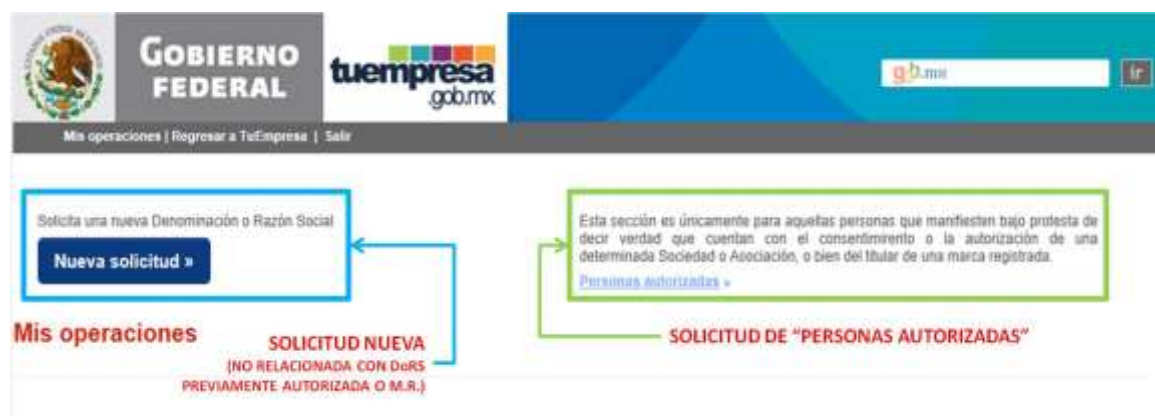 GOBIERNO
FEDERAL
tuempresa
.gob.mx
gob.mx
ir
Mis operaciones | Regresar a TuEmpresa | Salir
Solicita una nueva Denominación o Razón Social
Nueva solicitud »
Esta sección es únicamente para aquellas personas que manifiesten bajo protesta de
decir verdad que cuentan con el consentimiento o la autorización de una
determinada Sociedad o Asociación, o bien del titular de una marca registrada.
Personas autorizadas »
Mis operaciones
SOLICITUD NUEVA
(NO RELACIONADA CON DoRS
PREVIAMENTE AUTORIZADA O M.R.)
SOLICITUD DE "PERSONAS AUTORIZADAS"